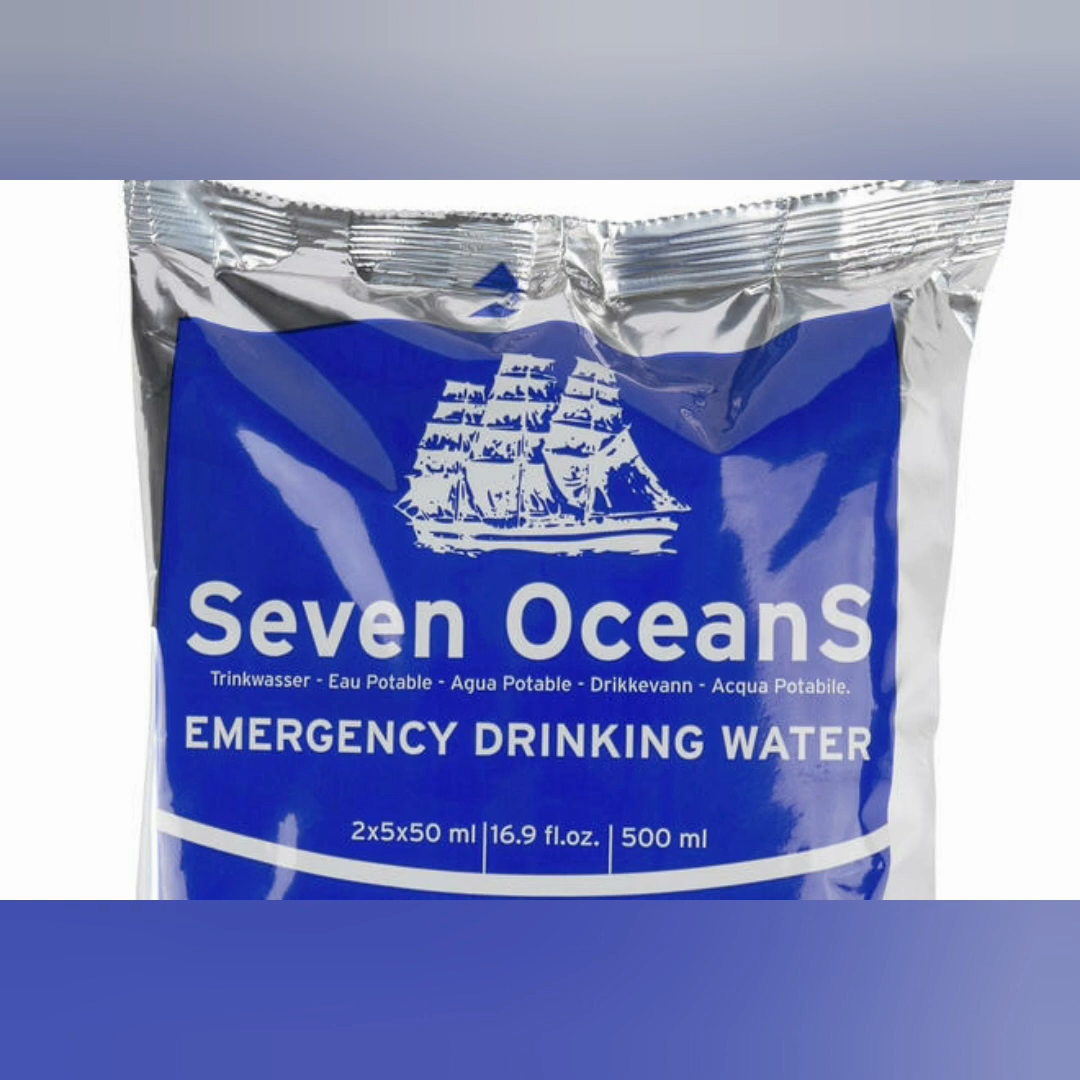 Seven OceanS
Trinkwasser - Eau Potable - Agua Potable - Drikkevann - Acqua Potabile.
EMERGENCY DRINKING WATER
2x5x50 ml | 16.9 fl.oz. | 500 ml